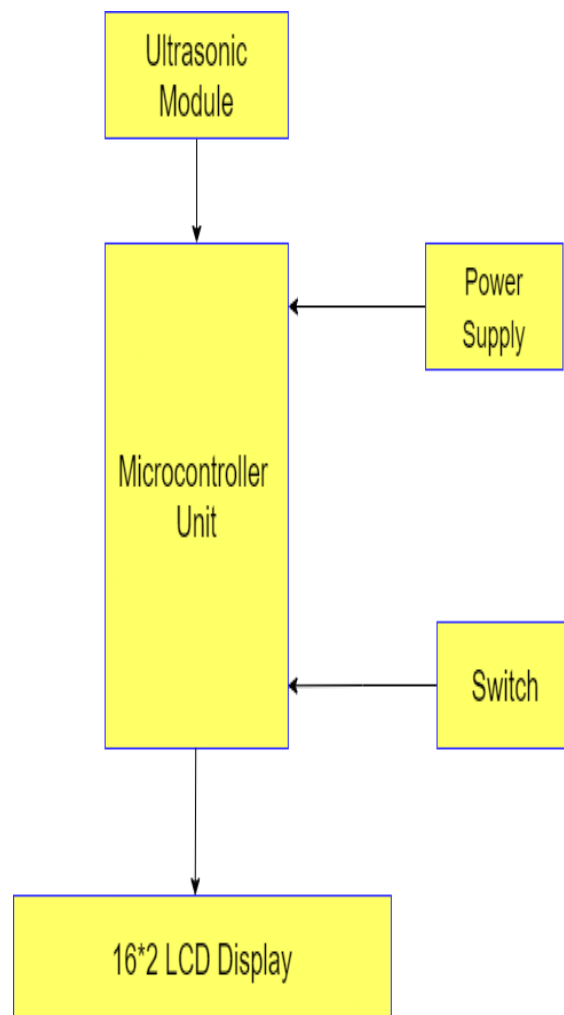 Ultrasonic
Module
Power
Supply
Microcontroller
Unit
Switch
16*2 LCD Display